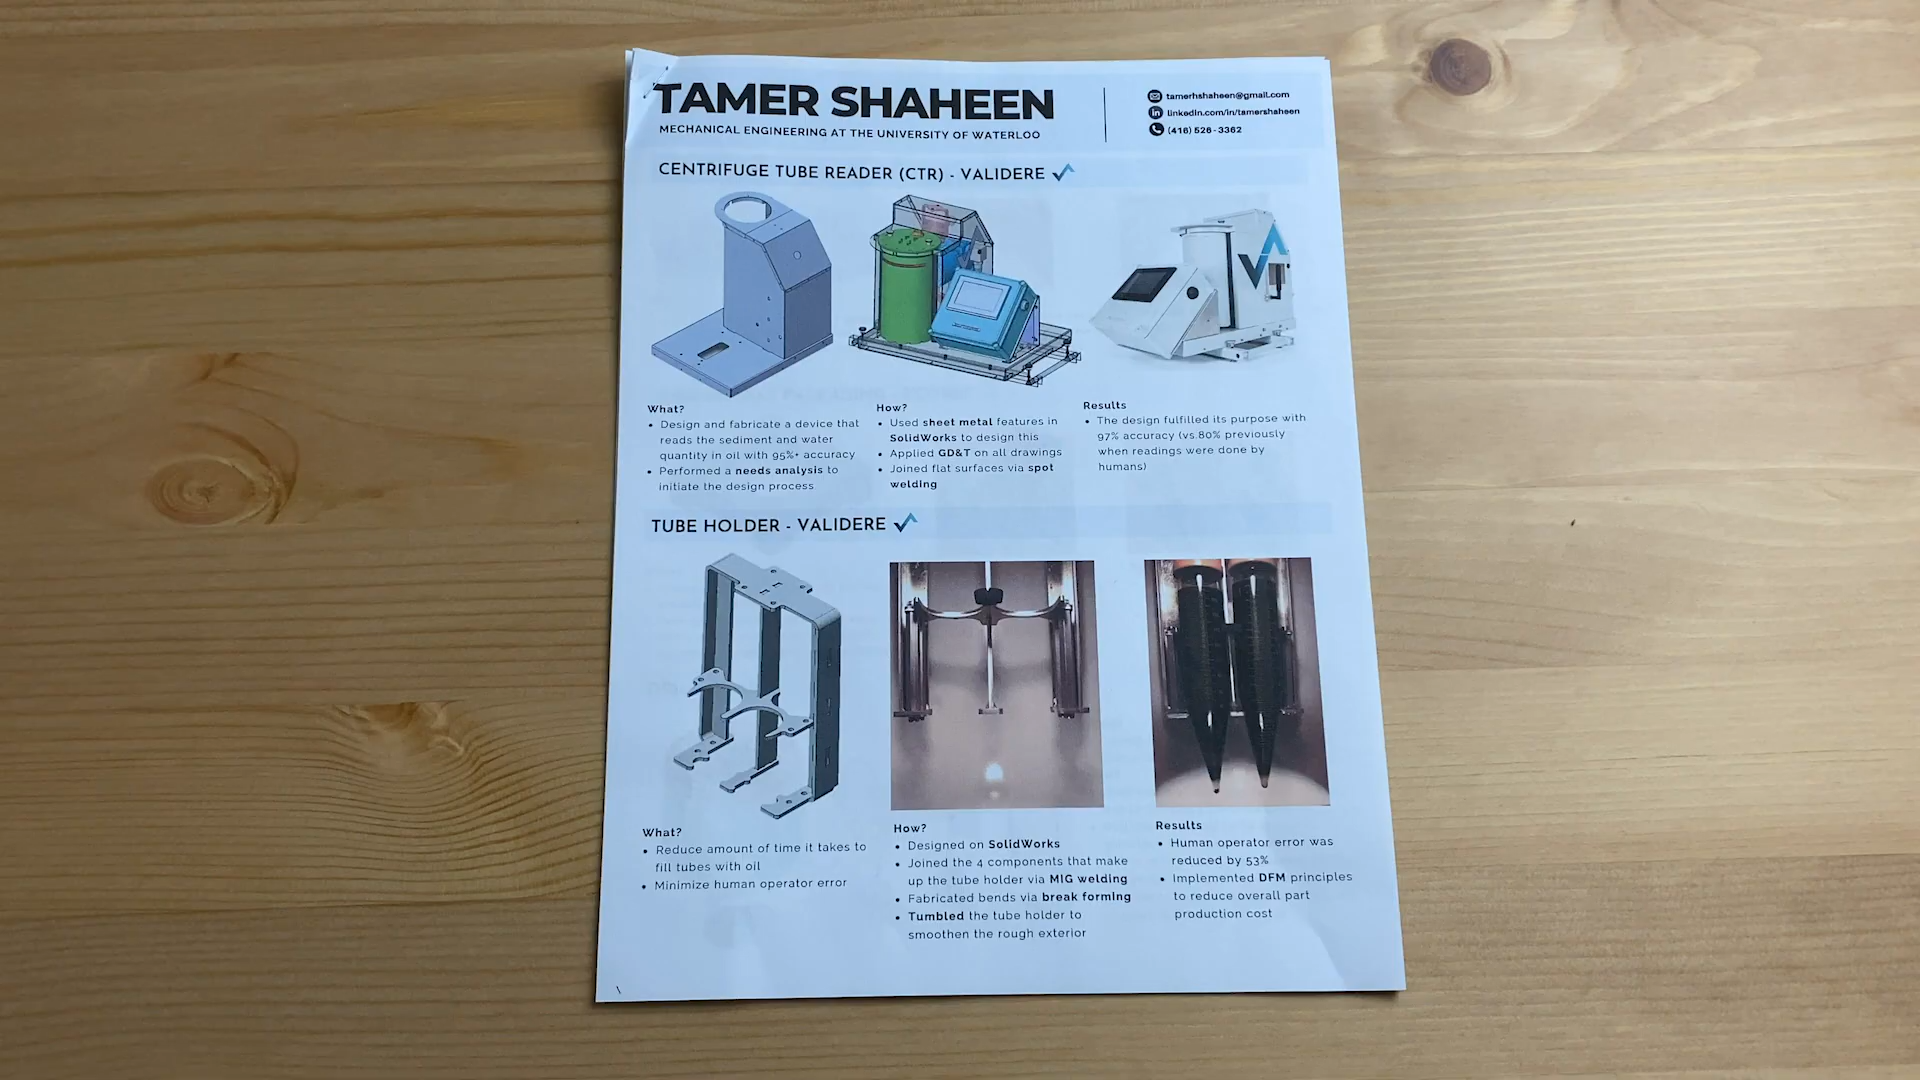 TAMER SHAHEEN
MECHANICAL ENGINEERING AT THE UNIVERSITY OF WATERLOO
tamerhshaheen@gmail.com
linkedin.com/in/tamershaheen
(416) 526-3362
CENTRIFUGE TUBE READER (CTR) - VALIDERE
What?
• Design and fabricate a device that
reads the sediment and water
quantity in oil with 95%+ accuracy
• Performed a needs analysis to
initiate the design process
How?
• Used sheet metal features in
SolidWorks to design this
• Applied GD&T on all drawings
• Joined flat surfaces via spot
welding
Results
• The design fulfilled its purpose with
97% accuracy (vs.80% previously
when readings were done by
humans)
TUBE HOLDER - VALIDERE
What?
• Reduce amount of time it takes to
fill tubes with oil
• Minimize human operator error
How?
• Designed on SolidWorks
• Joined the 4 components that make
up the tube holder via MIG welding
• Fabricated bends via break forming
• Tumbled the tube holder to
smoothen the rough exterior
Results
• Human operator error was
reduced by 53%
• Implemented DFM principles
to reduce overall part
production cost